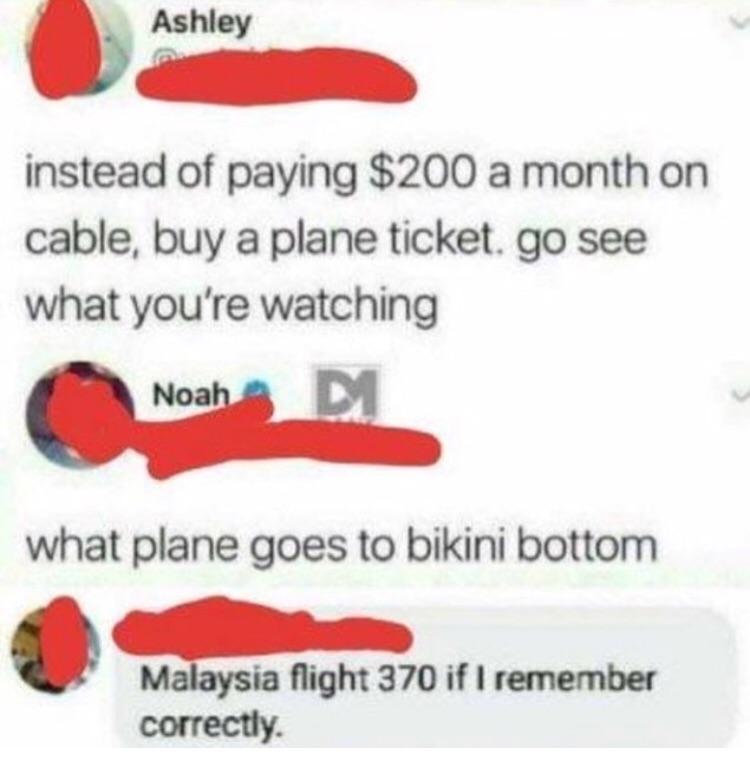 Ashley
instead of paying $200 a month on
cable, buy a plane ticket. go see
what you're watching
Noah
DM
what plane goes to bikini bottom
Malaysia flight 370 if I remember
correctly.